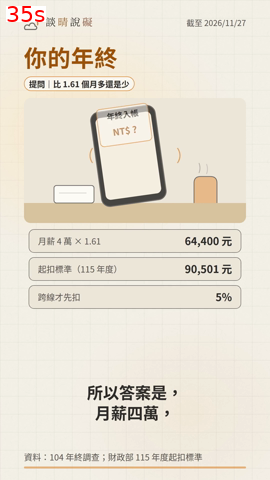 35s
談晴說礙
截至 2026/11/27
你的年終
提問｜比 1.61 個月多還是少
年終入帳
NT$ ?
月薪 4 萬 × 1.61 64,400 元
起扣標準（115 年度） 90,501 元
跨線才先扣 5%
所以答案是，
月薪四萬，
資料：104 年終調查；財政部 115 年度起扣標準